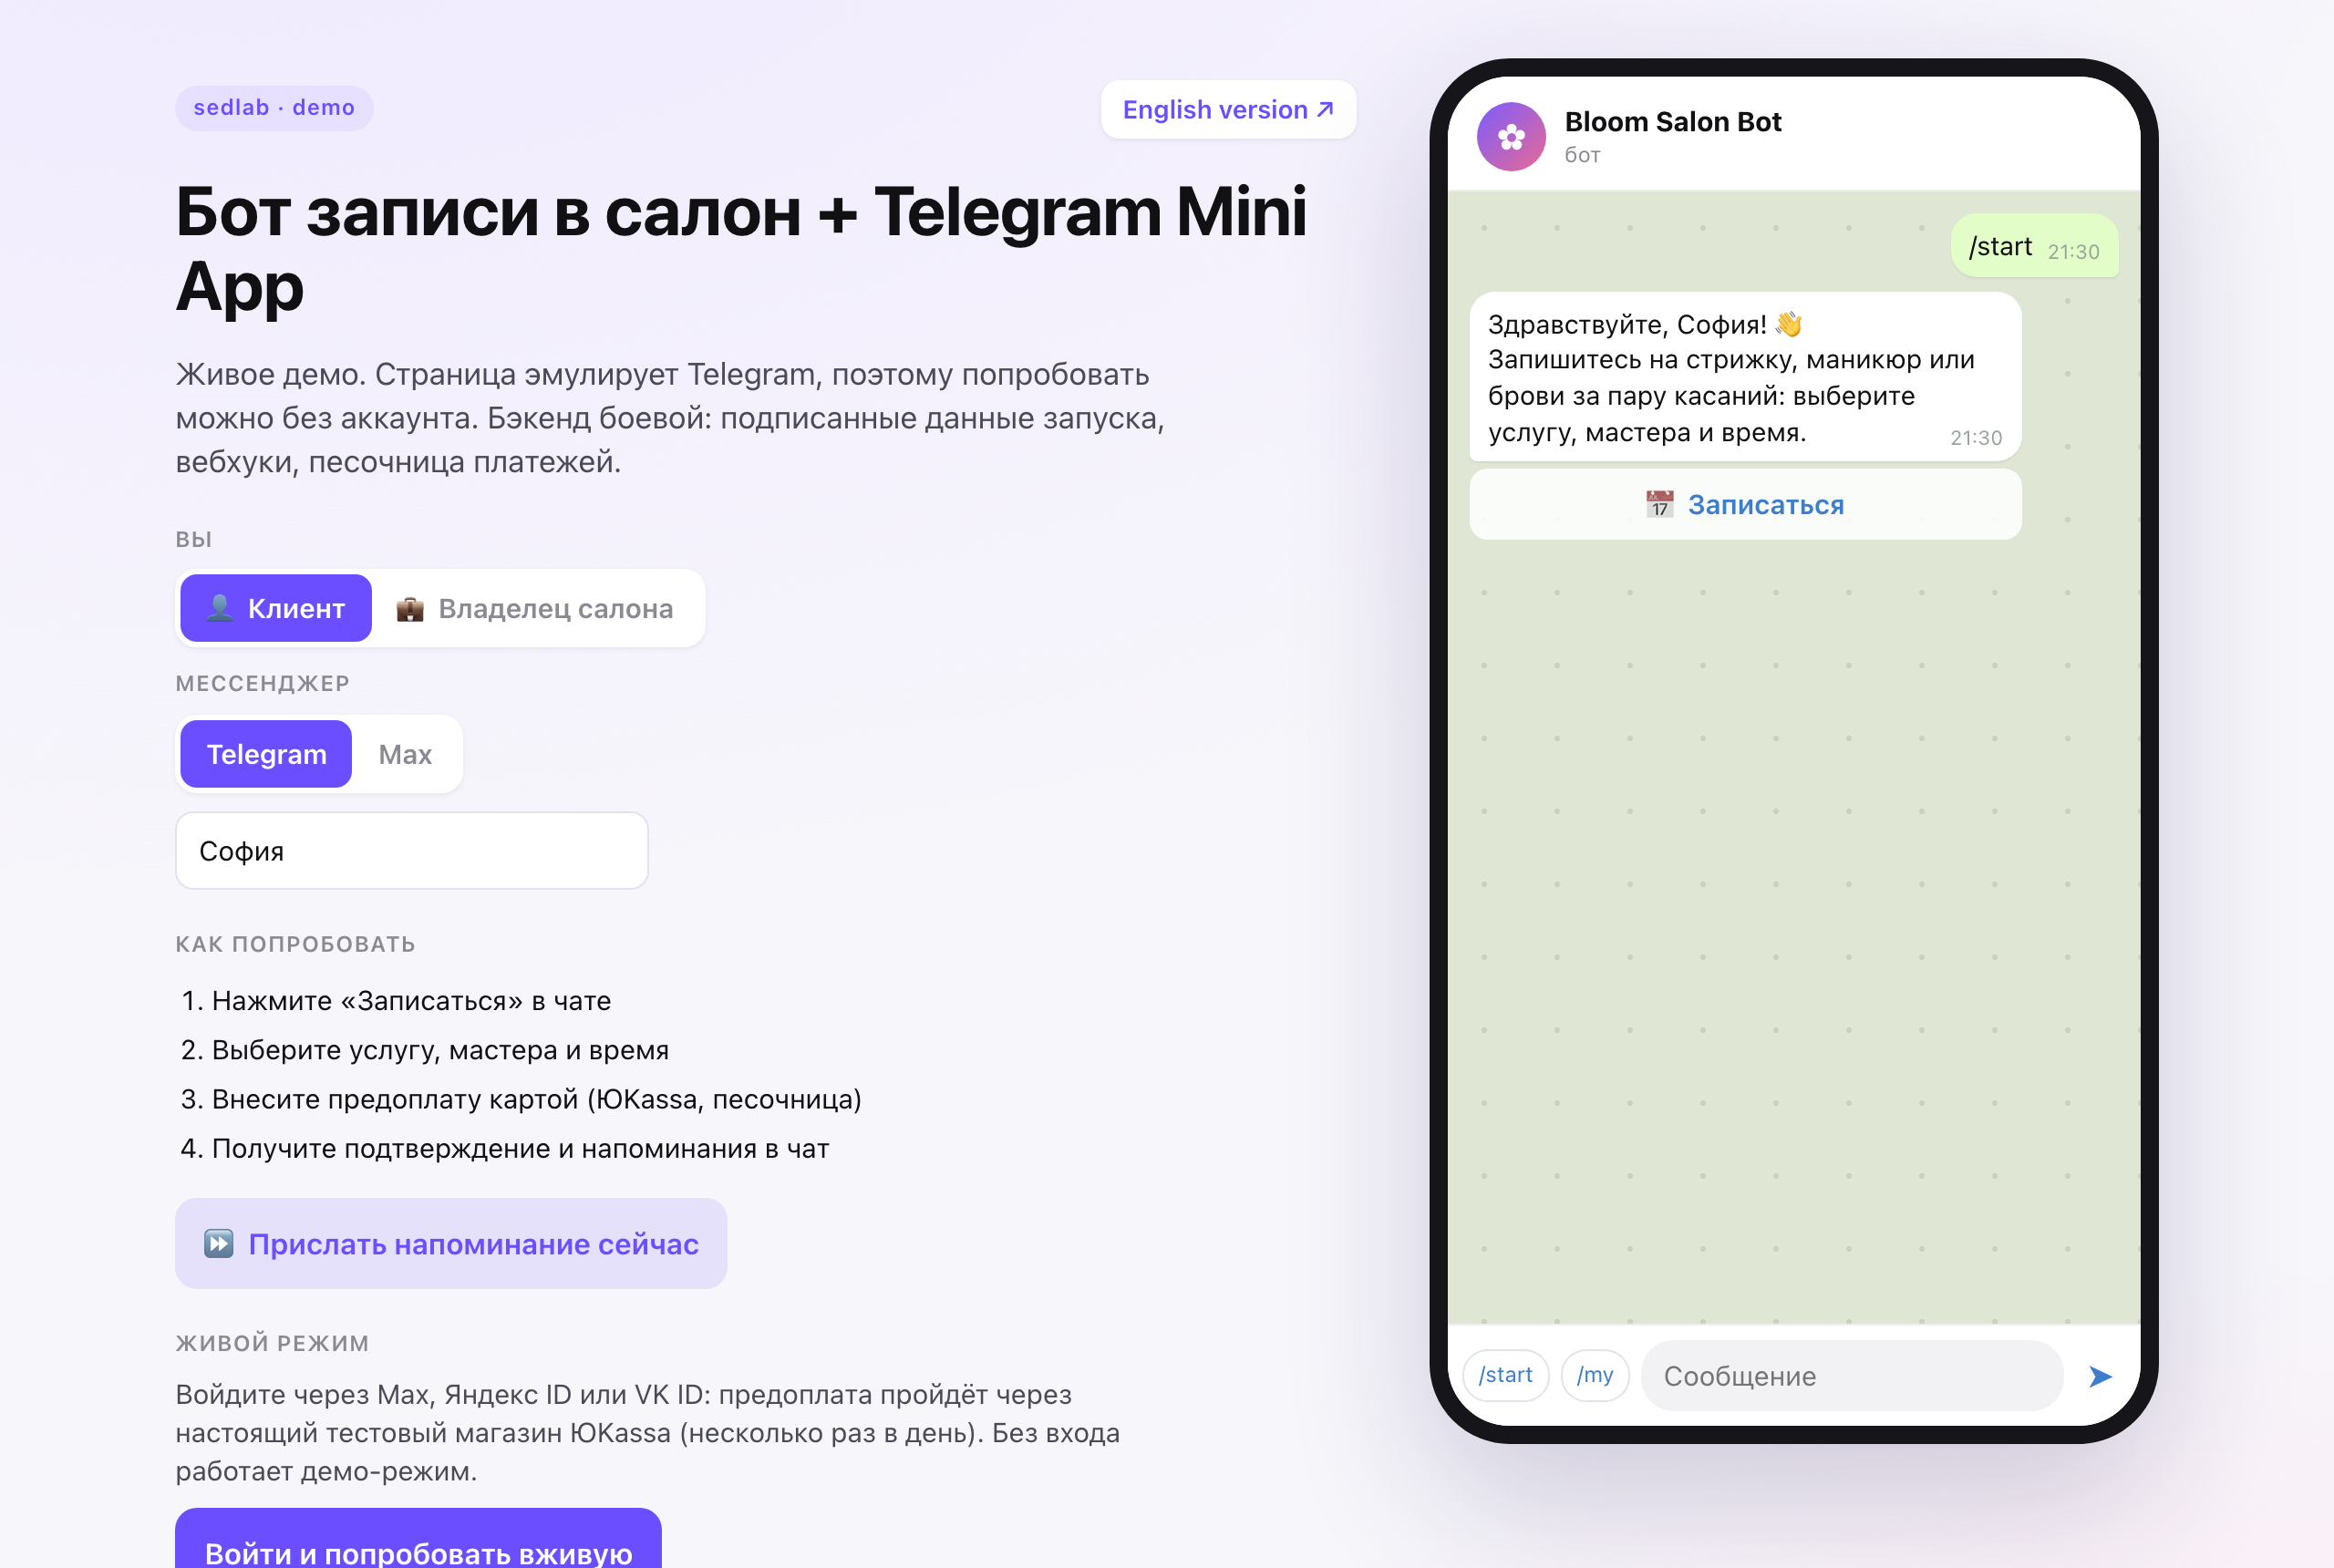 sedlab · demo
English version ↗
Бот записи в салон + Telegram Mini
App
Живое демо. Страница эмулирует Telegram, поэтому попробовать
можно без аккаунта. Бэкенд боевой: подписанные данные запуска,
вебхуки, песочница платежей.
ВЫ
👤 Клиент
💼 Владелец салона
МЕССЕНДЖЕР
Telegram
Max
София
КАК ПОПРОБОВАТЬ
1. Нажмите «Записаться» в чате
2. Выберите услугу, мастера и время
3. Внесите предоплату картой (ЮKassa, песочница)
4. Получите подтверждение и напоминания в чат
⏩ Прислать напоминание сейчас
ЖИВОЙ РЕЖИМ
Войдите через Max, Яндекс ID или VK ID: предоплата пройдёт через
настоящий тестовый магазин ЮKassa (несколько раз в день). Без входа
работает демо-режим.
Войти и попробовать вживую
Bloom Salon Bot
бот
/start 21:30
Здравствуйте, София! 👋
Запишитесь на стрижку, маникюр или
брови за пару касаний: выберите
услугу, мастера и время. 21:30
📅 Записаться
/start
/my
Сообщение